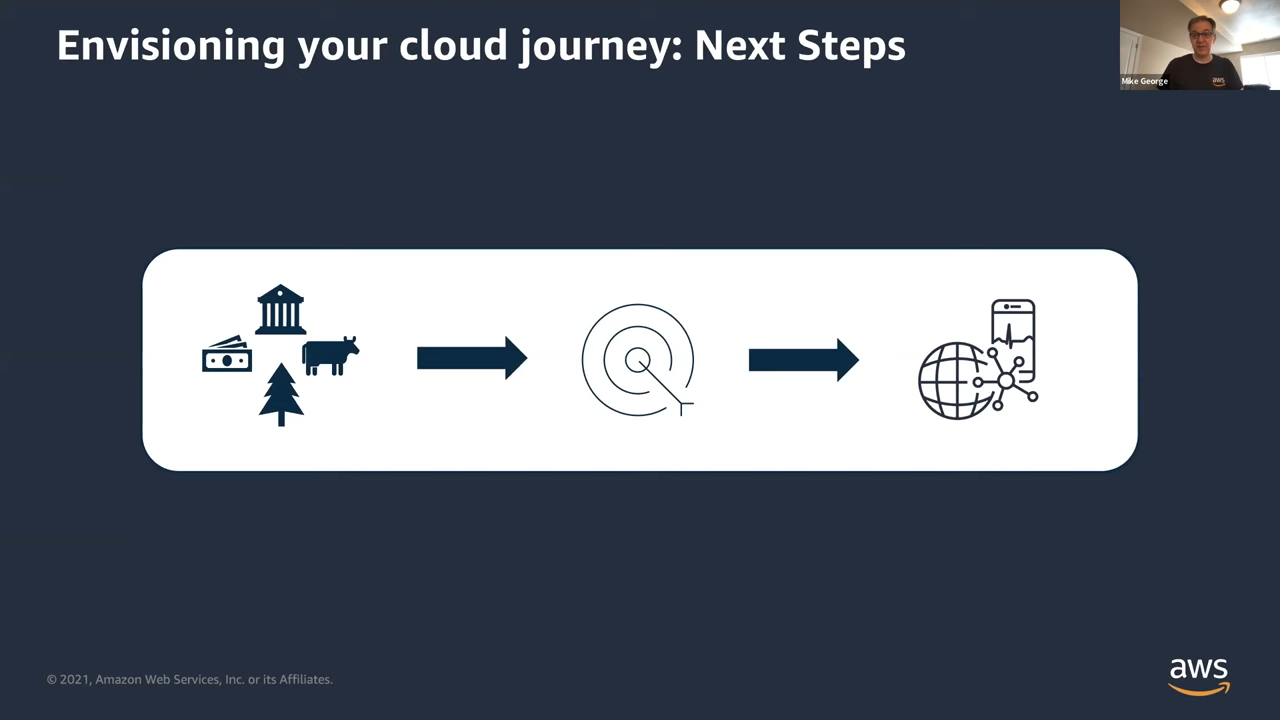 Envisioning your cloud journey: Next Steps
Mike George
aws
© 2021, Amazon Web Services, Inc. or its Affiliates.
aws